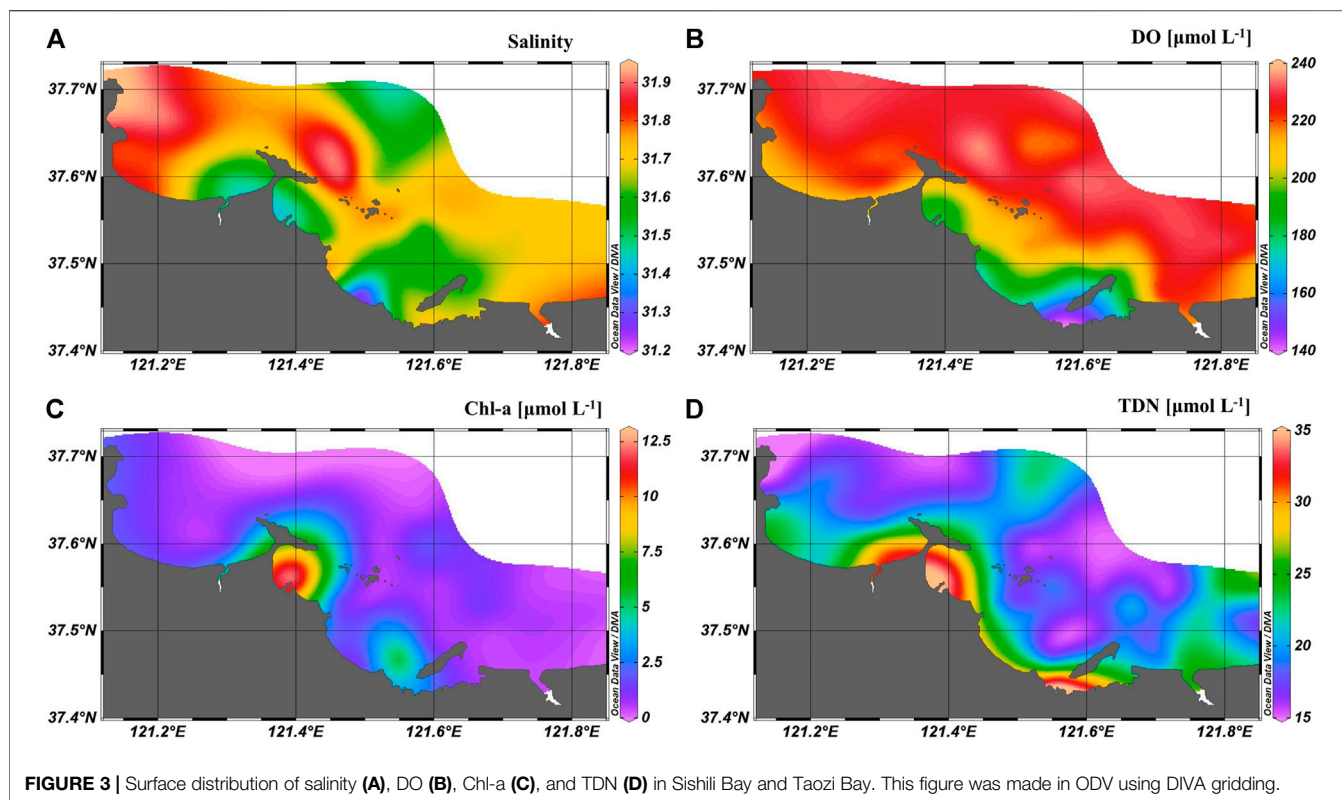 A
Salinity
37.7°N
37.6°N
37.5°N
37.4°N
121.2°E 121.4°E 121.6°E 121.8°E
31.9
31.8
31.7
31.6
31.5
31.4
31.3
31.2
Ocean Data View / DIVA
B
DO [µmol L-1]
37.7°N
37.6°N
37.5°N
37.4°N
121.2°E 121.4°E 121.6°E 121.8°E
240
220
200
180
160
140
Ocean Data View / DIVA
C
Chl-a [µmol L-1]
37.7°N
37.6°N
37.5°N
37.4°N
121.2°E 121.4°E 121.6°E 121.8°E
12.5
10
7.5
5
2.5
0
Ocean Data View / DIVA
D
TDN [µmol L-1]
37.7°N
37.6°N
37.5°N
37.4°N
121.2°E 121.4°E 121.6°E 121.8°E
35
30
25
20
15
Ocean Data View / DIVA
FIGURE 3 | Surface distribution of salinity (A), DO (B), Chl-a (C), and TDN (D) in Sishili Bay and Taozi Bay. This figure was made in ODV using DIVA gridding.